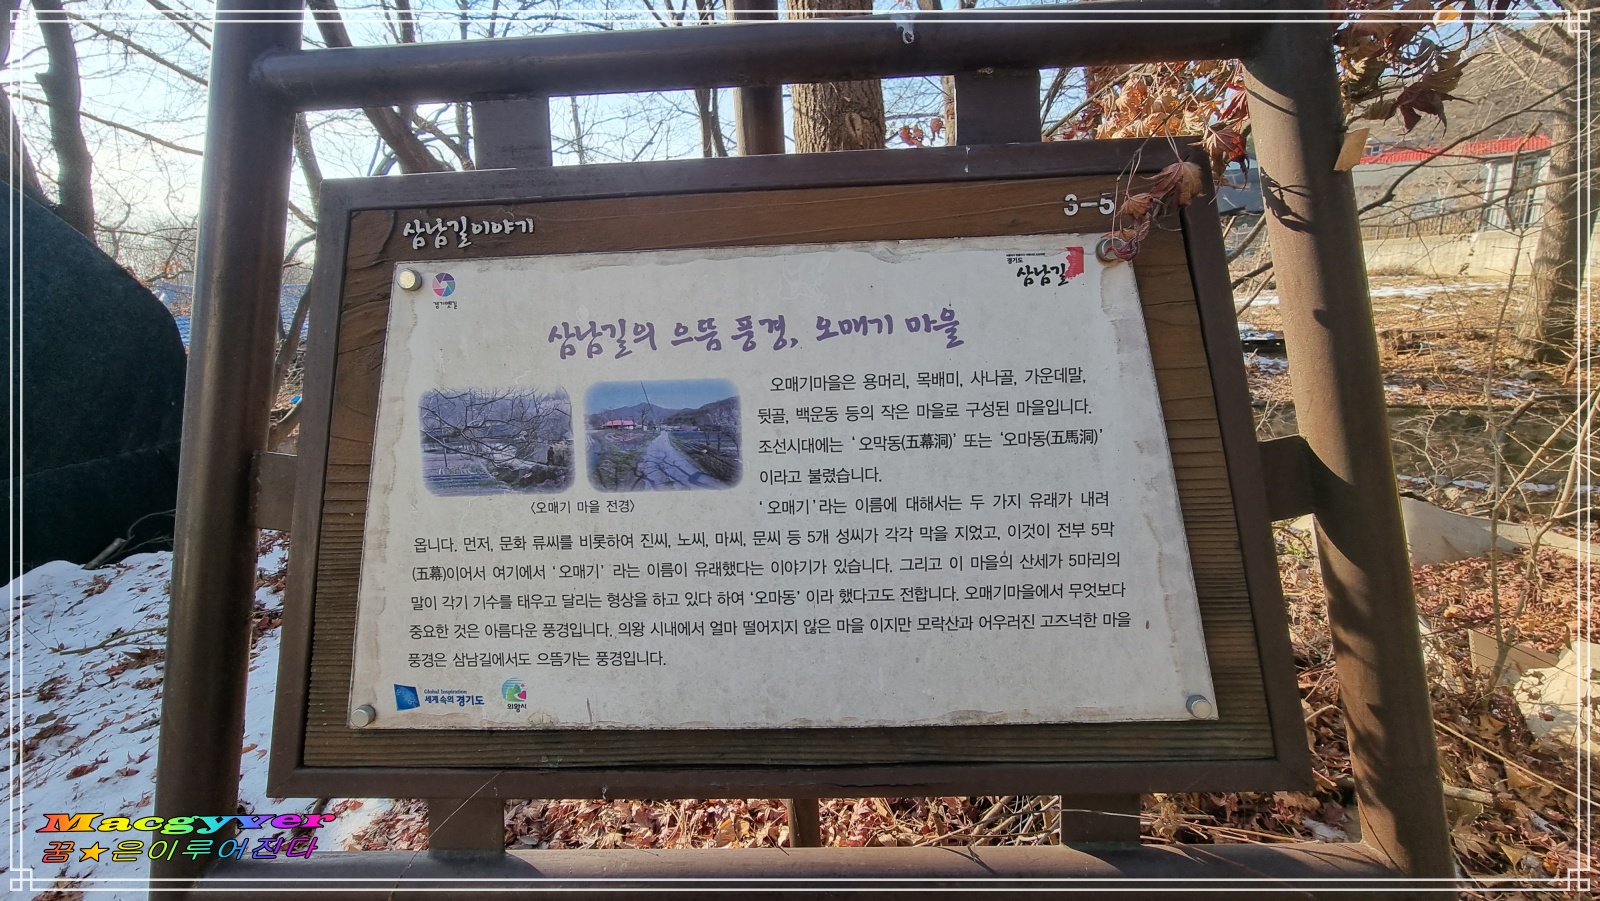 삼남길이야기
3-5
경기옛길
경기도
삼남길
삼남길의 으뜸 풍경, 오매기 마을
오매기마을은 용머리, 목배미, 사나골, 가운데말,
뒷골, 백운동 등의 작은 마을로 구성된 마을입니다.
조선시대에는 ‘ 오막동(五幕洞)’ 또는 ‘오마동(五馬洞)’
이라고 불렸습니다.
‘ 오매기 ’ 라는 이름에 대해서는 두 가지 유래가 내려
<오매기 마을 전경>
옵니다. 먼저, 문화 류씨를 비롯하여 진씨, 노씨, 마씨, 문씨 등 5개 성씨가 각각 막을 지었고, 이것이 전부 5막
(五幕)이어서 여기에서 ‘ 오매기 ’ 라는 이름이 유래했다는 이야기가 있습니다. 그리고 이 마을의 산세가 5마리의
말이 각기 기수를 태우고 달리는 형상을 하고 있다 하여 ‘오마동’ 이라 했다고도 전합니다. 오매기마을에서 무엇보다
중요한 것은 아름다운 풍경입니다. 의왕 시내에서 얼마 떨어지지 않은 마을 이지만 모락산과 어우러진 고즈넉한 마을
풍경은 삼남길에서도 으뜸가는 풍경입니다.
Global Inspiration
세계속의 경기도
의왕시
Macgyver
꿈★은이루어진다